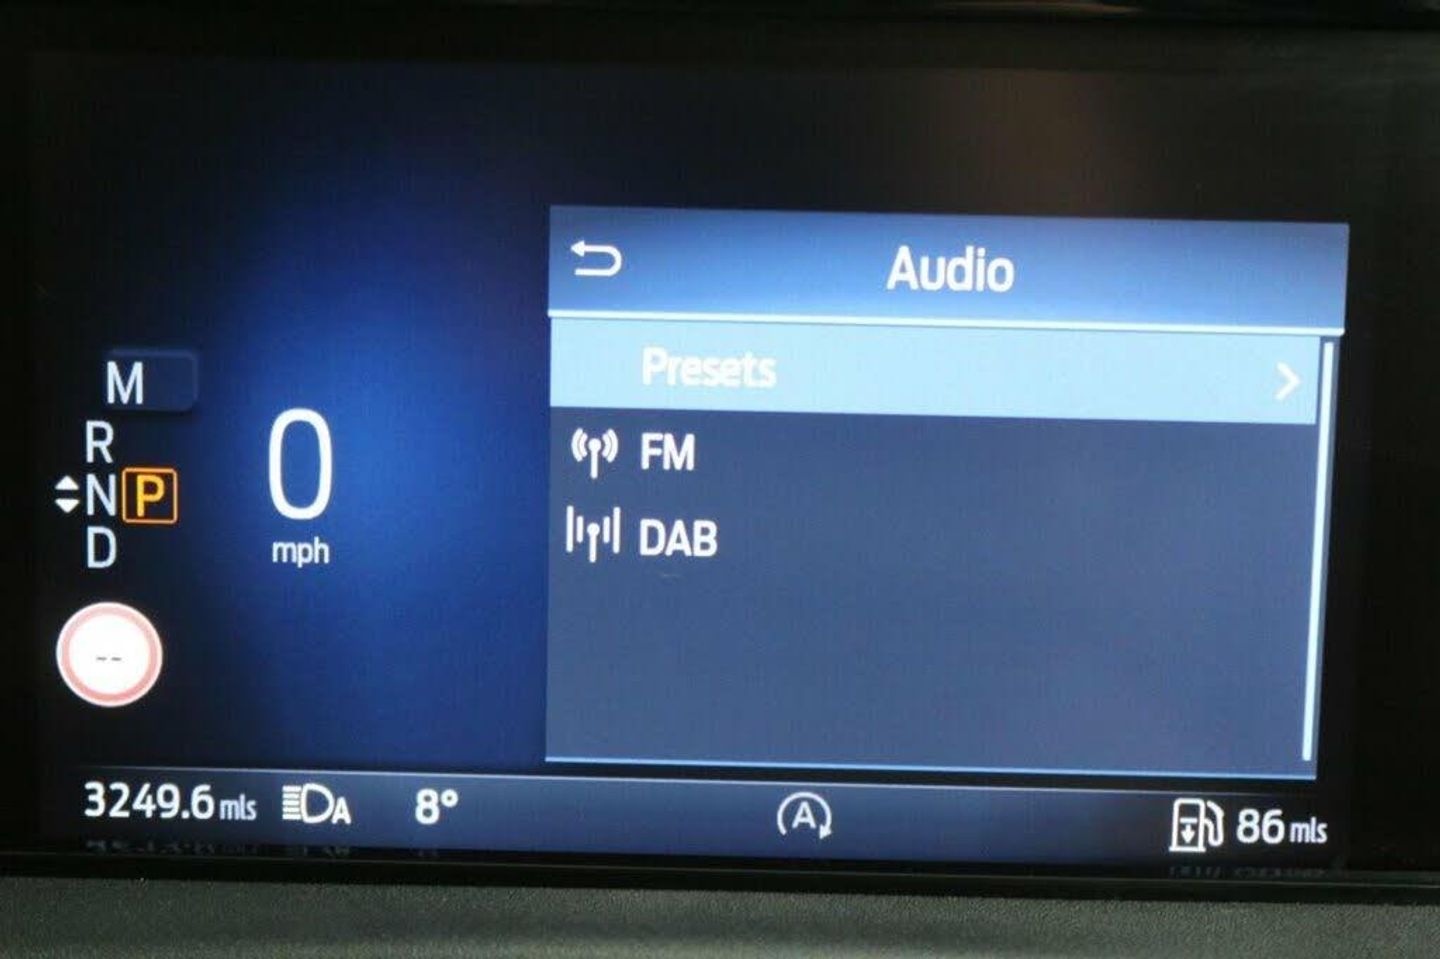 Audio
Presets
FM
DAB
M
R
N P
D
0
mph
--
3249.6 mls
A
8°
A
86 mls